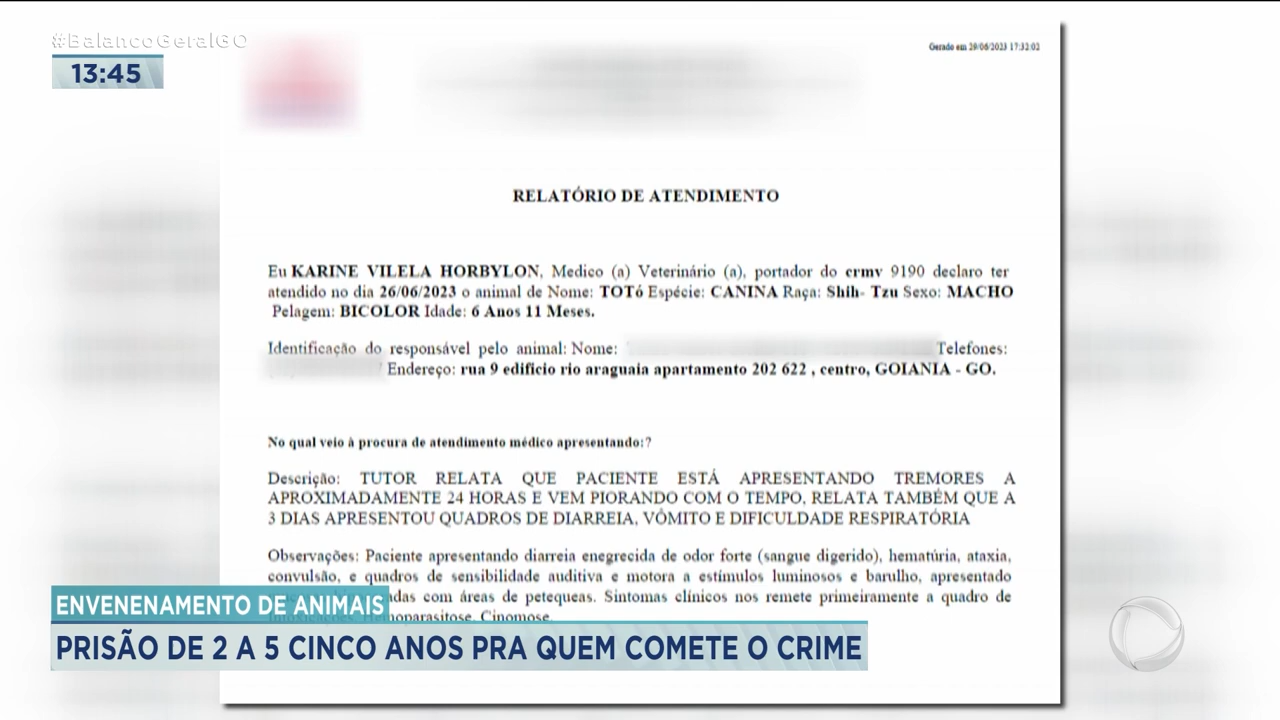 #BalancoGeralGO
13:45
Gerado em 29/06/2023 17:32:02
RELATÓRIO DE ATENDIMENTO
Eu KARINE VILELA HORBYLON, Medico (a) Veterinário (a), portador do crmv 9190 declaro ter
atendido no dia 26/06/2023 o animal de Nome: TOTó Espécie: CANINA Raça: Shih- Tzu Sexo: MACHO
Pelagem: BICOLOR Idade: 6 Anos 11 Meses.
Identificação do responsável pelo animal: Nome: Telefones:
Endereço: rua 9 edificio rio araguaia apartamento 202 622 , centro, GOIANIA - GO.
No qual veio à procura de atendimento médico apresentando:?
Descrição: TUTOR RELATA QUE PACIENTE ESTÁ APRESENTANDO TREMORES A
APROXIMADAMENTE 24 HORAS E VEM PIORANDO COM O TEMPO, RELATA TAMBÉM QUE A
3 DIAS APRESENTOU QUADROS DE DIARREIA, VÔMITO E DIFICULDADE RESPIRATÓRIA
Observações: Paciente apresentando diarreia enegrecida de odor forte (sangue digerido), hematúria, ataxia,
convulsão, e quadros de sensibilidade auditiva e motora a estímulos luminosos e barulho, apresentado
com áreas de petequeas. Sintomas clínicos nos remete primeiramente a quadro de
Cinomose.
ENVENENAMENTO DE ANIMAIS
PRISÃO DE 2 A 5 CINCO ANOS PRA QUEM COMETE O CRIME